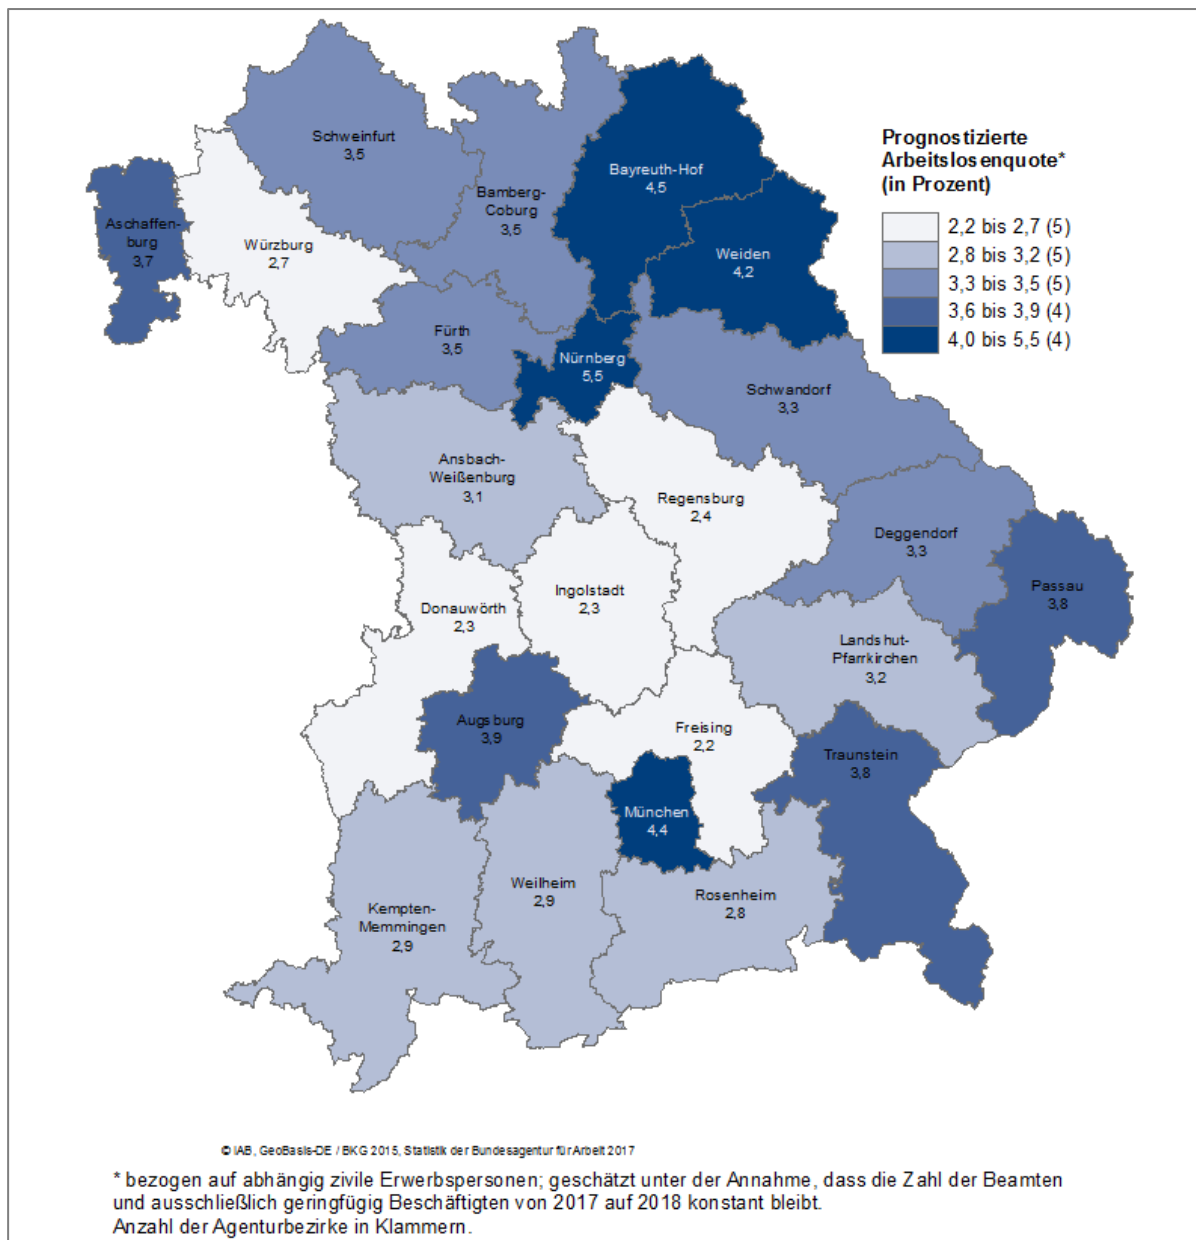 Schweinfurt
3,5
Bamberg-
Coburg
3,5
Bayreuth-Hof
4,5
Aschaffen-
burg
3,7
Würzburg
2,7
Weiden
4,2
Fürth
3,5
Nürnberg
5,5
Schwandorf
3,3
Ansbach-
Weißenburg
3,1
Regensburg
2,4
Deggendorf
3,3
Passau
3,8
Donauwörth
2,3
Ingolstadt
2,3
Landshut-
Pfarrkirchen
3,2
Augsburg
3,9
Freising
2,2
Traunstein
3,8
München
4,4
Kempten-
Memmingen
2,9
Weilheim
2,9
Rosenheim
2,8
Prognostizierte
Arbeitslosenquote*
(in Prozent)
2,2 bis 2,7 (5)
2,8 bis 3,2 (5)
3,3 bis 3,5 (5)
3,6 bis 3,9 (4)
4,0 bis 5,5 (4)
© IAB, GeoBasis-DE / BKG 2015, Statistik der Bundesagentur für Arbeit 2017
* bezogen auf abhängig zivile Erwerbspersonen; geschätzt unter der Annahme, dass die Zahl der Beamten
und ausschließlich geringfügig Beschäftigten von 2017 auf 2018 konstant bleibt.
Anzahl der Agenturbezirke in Klammern.